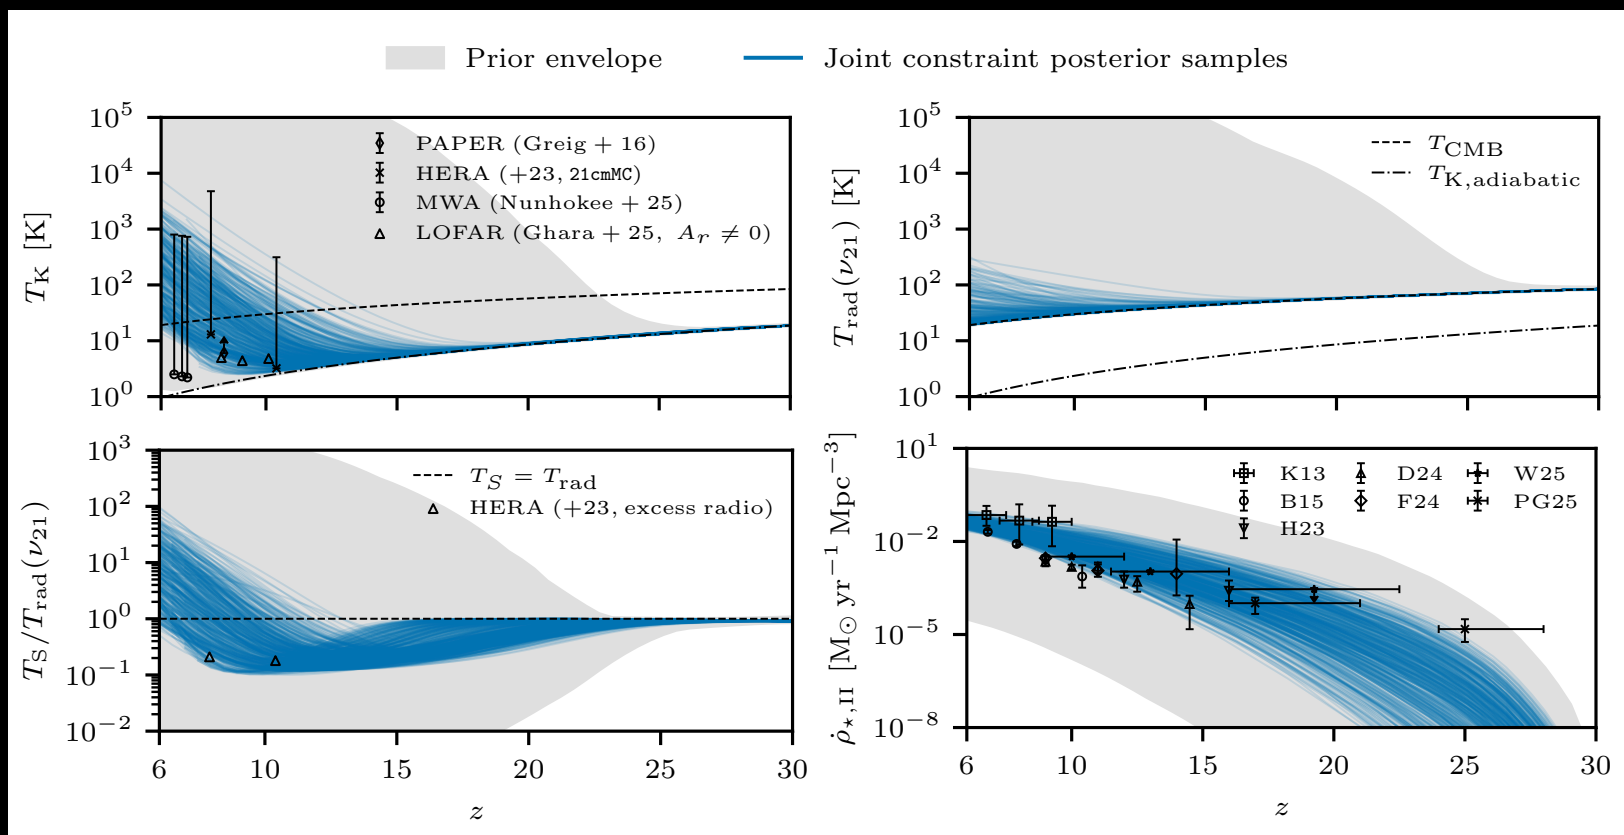 Prior envelope
Joint constraint posterior samples
10^5
10^4
10^3
10^2
10^1
10^0
T_K [K]
PAPER (Greig + 16)
HERA (+23, 21cmMC)
MWA (Nunhokee + 25)
LOFAR (Ghara + 25, A_r ≠ 0)
10^5
10^4
10^3
10^2
10^1
10^0
T_rad(ν_21) [K]
T_CMB
T_K,adiabatic
10^3
10^2
10^1
10^0
10^−1
10^−2
T_S/T_rad(ν_21)
T_S = T_rad
HERA (+23, excess radio)
6 10 15 20 25 30
z
10^1
10^−2
10^−5
10^−8
ρ̇_⋆,II [M_⊙ yr^−1 Mpc^−3]
K13 D24 W25
B15 F24 PG25
H23
6 10 15 20 25 30
z